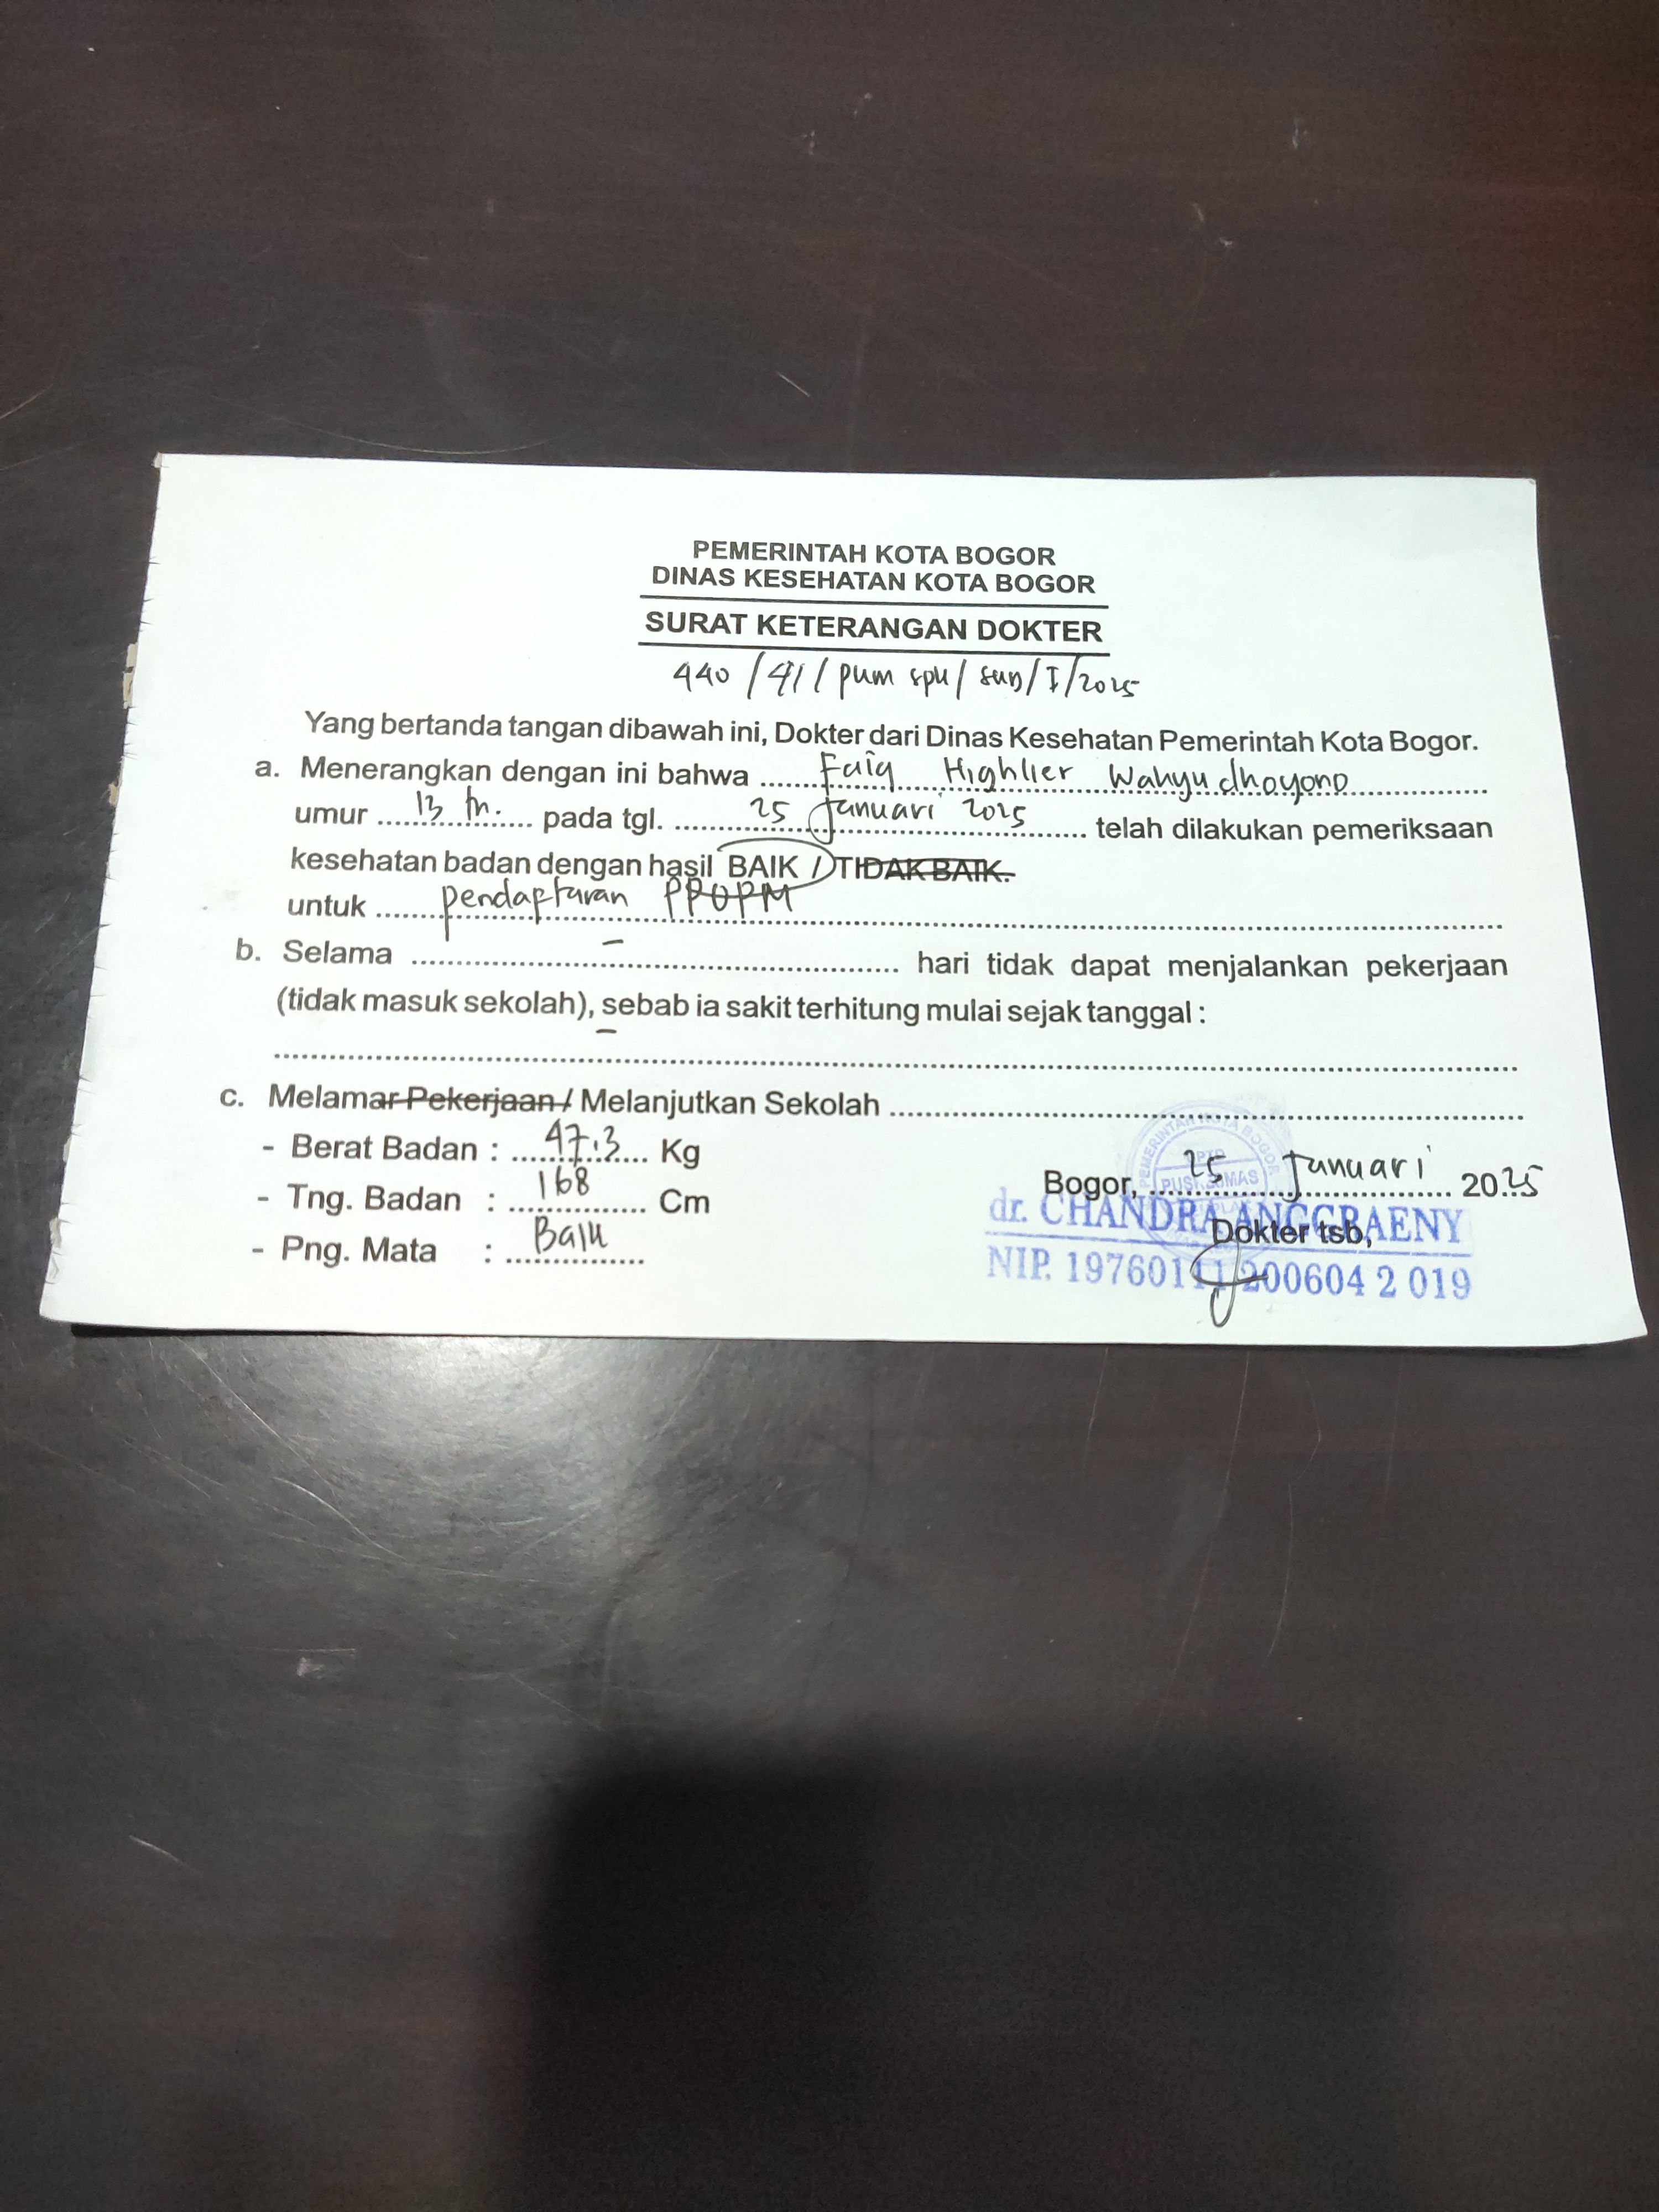 PEMERINTAH KOTA BOGOR
DINAS KESEHATAN KOTA BOGOR
SURAT KETERANGAN DOKTER
440 / 41 / pum spu / sun / I / 2025
Yang bertanda tangan dibawah ini, Dokter dari Dinas Kesehatan Pemerintah Kota Bogor.
a. Menerangkan dengan ini bahwa ...... Faiq Highlier Wahyudhoyono ......
umur ... 13 th. ... pada tgl. ... 25 Januari 2025 ... telah dilakukan pemeriksaan
kesehatan badan dengan hasil BAIK / TIDAK BAIK.
untuk ...... pendaftaran PPOPM ......
b. Selama ...... – ...... hari tidak dapat menjalankan pekerjaan
(tidak masuk sekolah), sebab ia sakit terhitung mulai sejak tanggal :
– ......
c. Melamar Pekerjaan / Melanjutkan Sekolah ......
- Berat Badan : ... 47,3 ... Kg
- Tng. Badan : ... 168 ... Cm
- Png. Mata : ... Baik ...
PEMERINTAH KOTA BOGOR
UPTD
PUSKESMAS
Bogor, ... 25 Januari ... 2025
dr. CHANDRA ANGGRAENY
Dokter tsb,
NIP. 19760111 200604 2 019